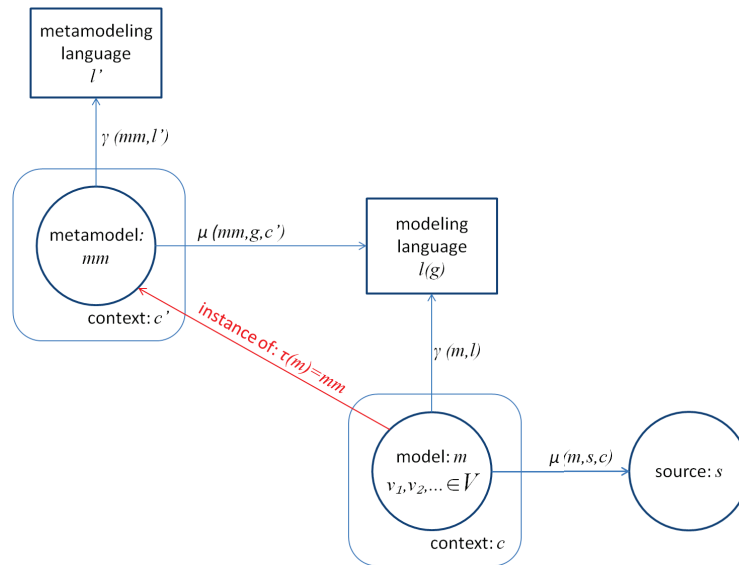 metamodeling
language
l’
γ (mm,l’)
metamodel:
mm
μ (mm,g,c’)
modeling
language
l(g)
context: c’
instance of: τ(m)=mm
γ (m,l)
model: m
v₁,v₂,... ∈ V
μ (m,s,c)
source: s
context: c